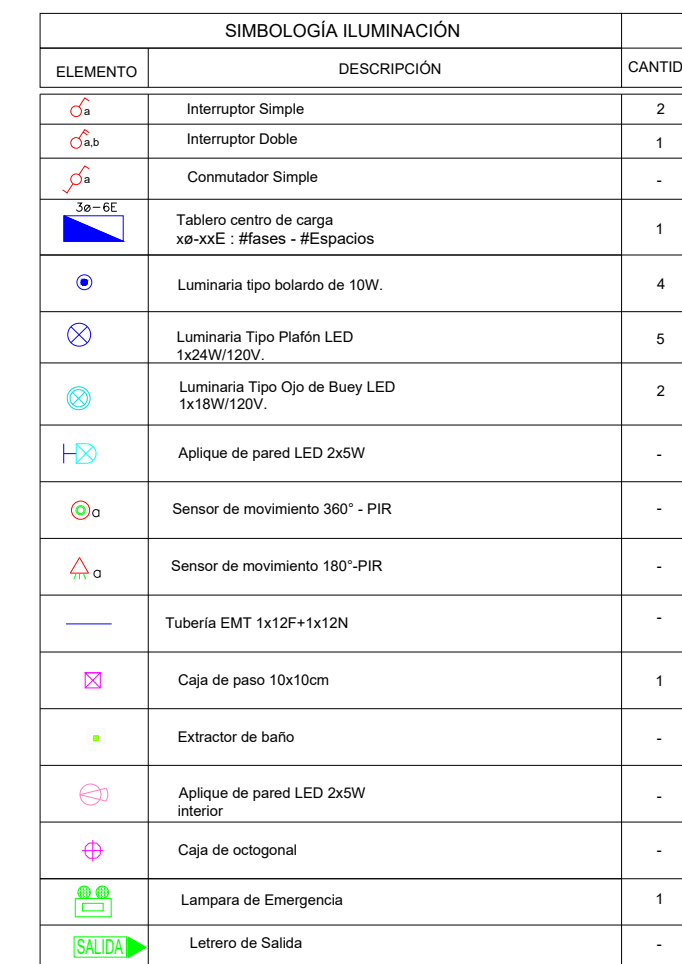 SIMBOLOGÍA ILUMINACIÓN
ELEMENTO DESCRIPCIÓN CANTID
a Interruptor Simple 2
a,b Interruptor Doble 1
a Conmutador Simple -
3ø-6E
Tablero centro de carga
xø-xxE : #fases - #Espacios
1
Luminaria tipo bolardo de 10W. 4
Luminaria Tipo Plafón LED
1x24W/120V.
5
Luminaria Tipo Ojo de Buey LED
1x18W/120V.
2
Aplique de pared LED 2x5W -
a Sensor de movimiento 360° - PIR -
a Sensor de movimiento 180°-PIR -
Tubería EMT 1x12F+1x12N -
Caja de paso 10x10cm 1
Extractor de baño -
Aplique de pared LED 2x5W
interior
-
Caja de octogonal -
Lampara de Emergencia 1
SALIDA Letrero de Salida -